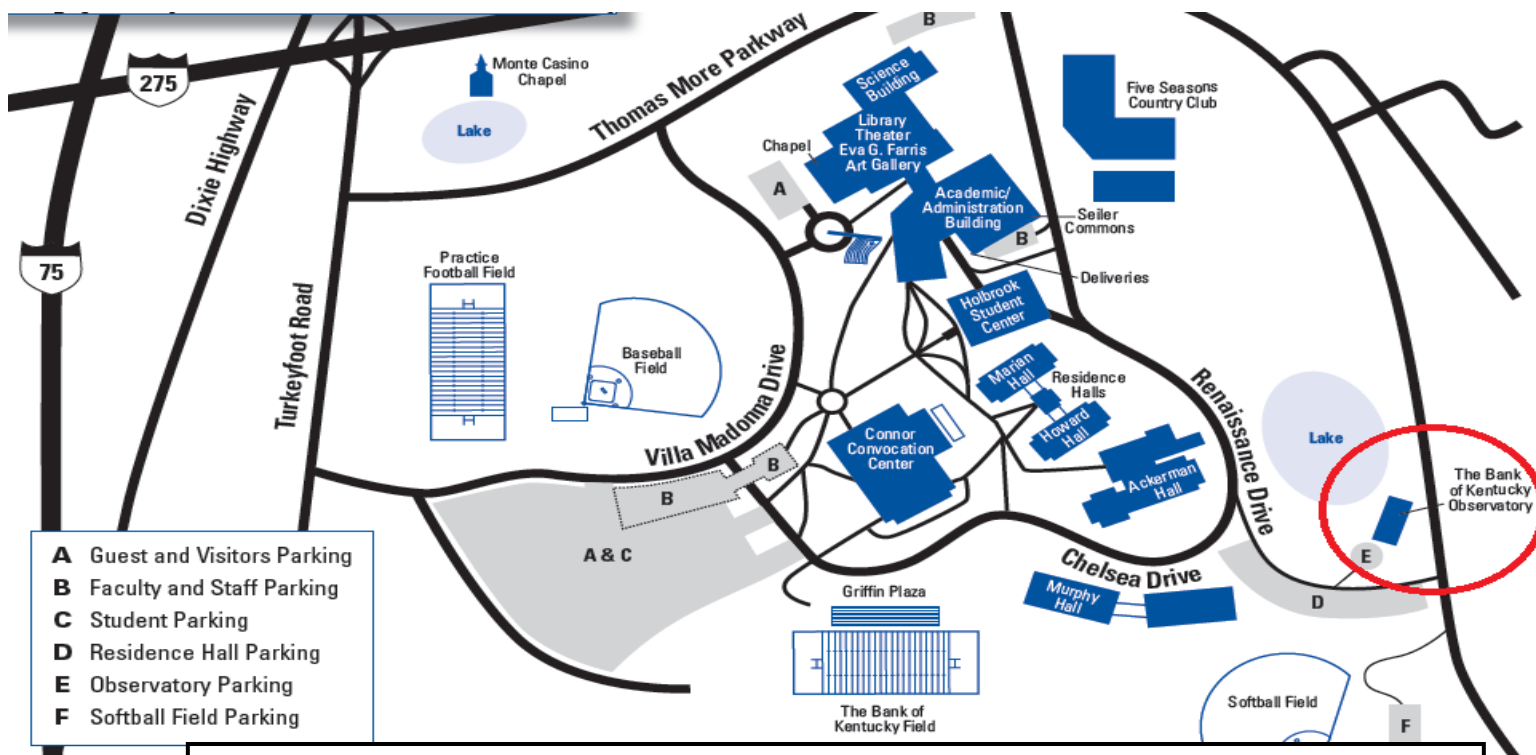 275
75
Dixie Highway
Turkeyfoot Road
Monte Casino
Chapel
Lake
Thomas More Parkway
B
Science
Building
Library
Theater
Eva G. Farris
Art Gallery
Chapel
A
Academic/
Administration
Building
B
Seiler
Commons
Deliveries
Five Seasons
Country Club
Practice
Football Field
H
H
Baseball
Field
Villa Madonna Drive
Holbrook
Student
Center
Marian
Hall
Residence
Halls
Howard
Hall
Connor
Convocation
Center
Ackerman
Hall
Renaissance Drive
Lake
The Bank
of Kentucky
Observatory
E
D
B
B
A & C
Chelsea Drive
Murphy
Hall
Griffin Plaza
H
H
The Bank of
Kentucky Field
Softball Field
F
A Guest and Visitors Parking
B Faculty and Staff Parking
C Student Parking
D Residence Hall Parking
E Observatory Parking
F Softball Field Parking